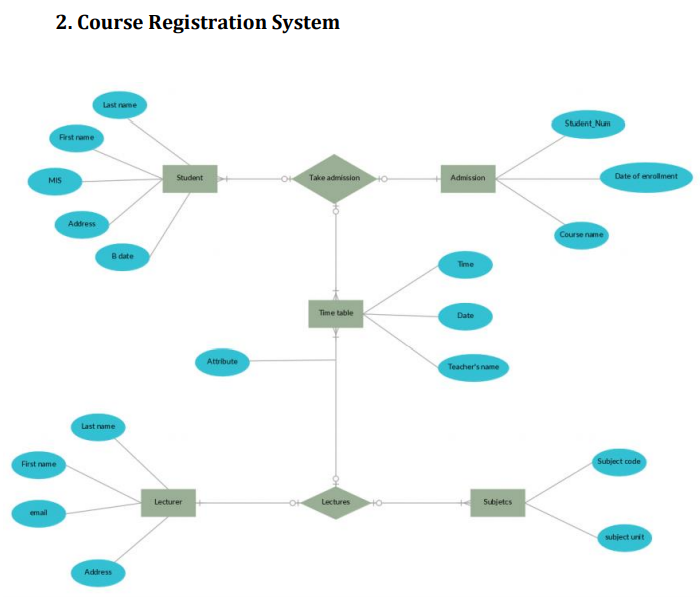 2. Course Registration System
Last name
First name
MIS
Address
B date
Student
Take admission
Admission
Student_Num
Date of enrollment
Course name
Time table
Time
Date
Teacher's name
Attribute
Last name
First name
email
Address
Lecturer
Lectures
Subjetcs
Subject code
subject unit